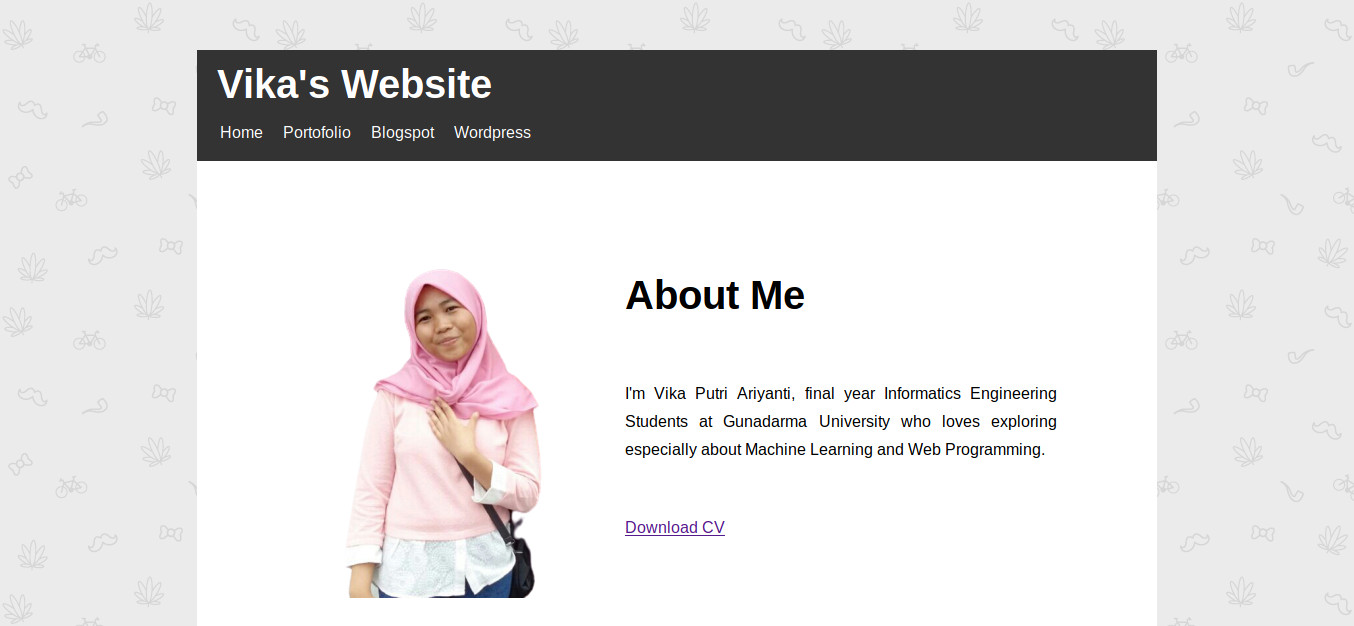 Vika's Website
Home Portofolio Blogspot Wordpress
About Me
I'm Vika Putri Ariyanti, final year Informatics Engineering
Students at Gunadarma University who loves exploring
especially about Machine Learning and Web Programming.
Download CV